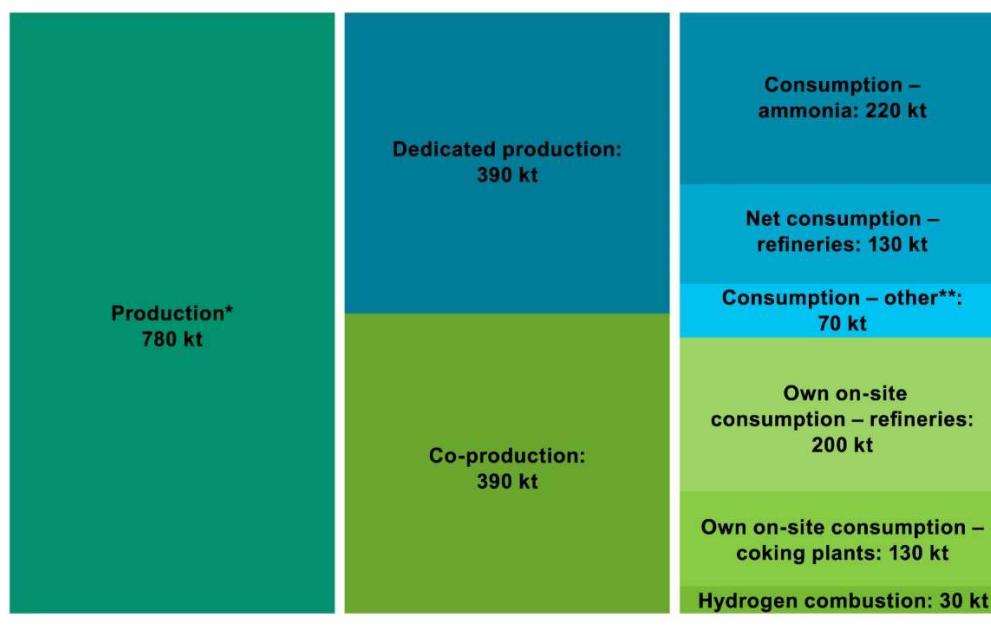 Production*
780 kt
Dedicated production:
390 kt
Co-production:
390 kt
Consumption –
ammonia: 220 kt
Net consumption –
refineries: 130 kt
Consumption – other**:
70 kt
Own on-site
consumption – refineries:
200 kt
Own on-site consumption –
coking plants: 130 kt
Hydrogen combustion: 30 kt